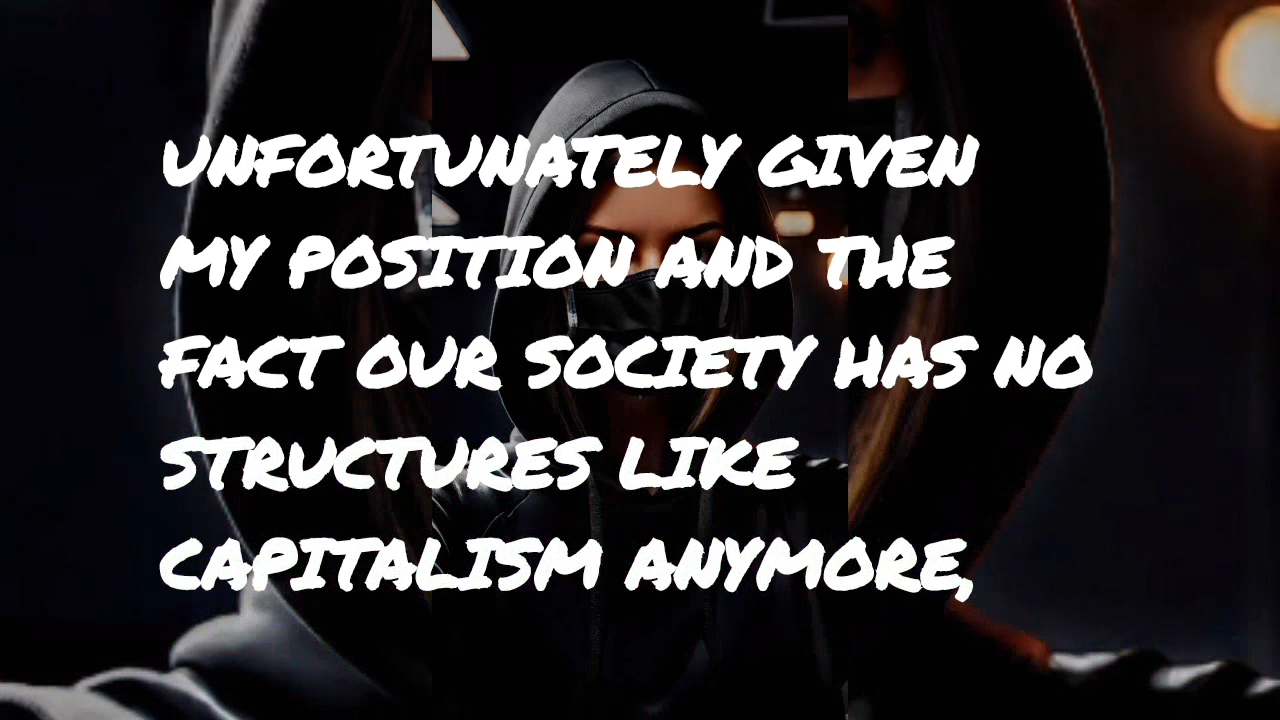 UNFORTUNATELY GIVEN
MY POSITION AND THE
FACT OUR SOCIETY HAS NO
STRUCTURES LIKE
CAPITALISM ANYMORE,